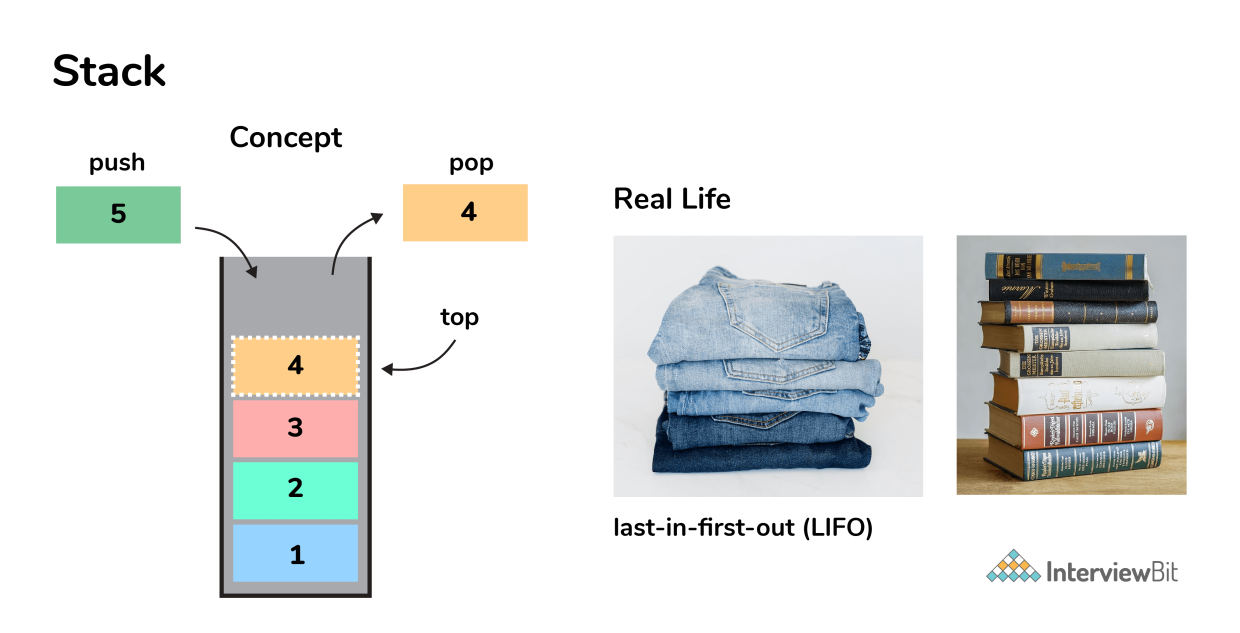 Stack
Concept
push
pop
5
4
top
4
3
2
1
Real Life
last-in-first-out (LIFO)
InterviewBit